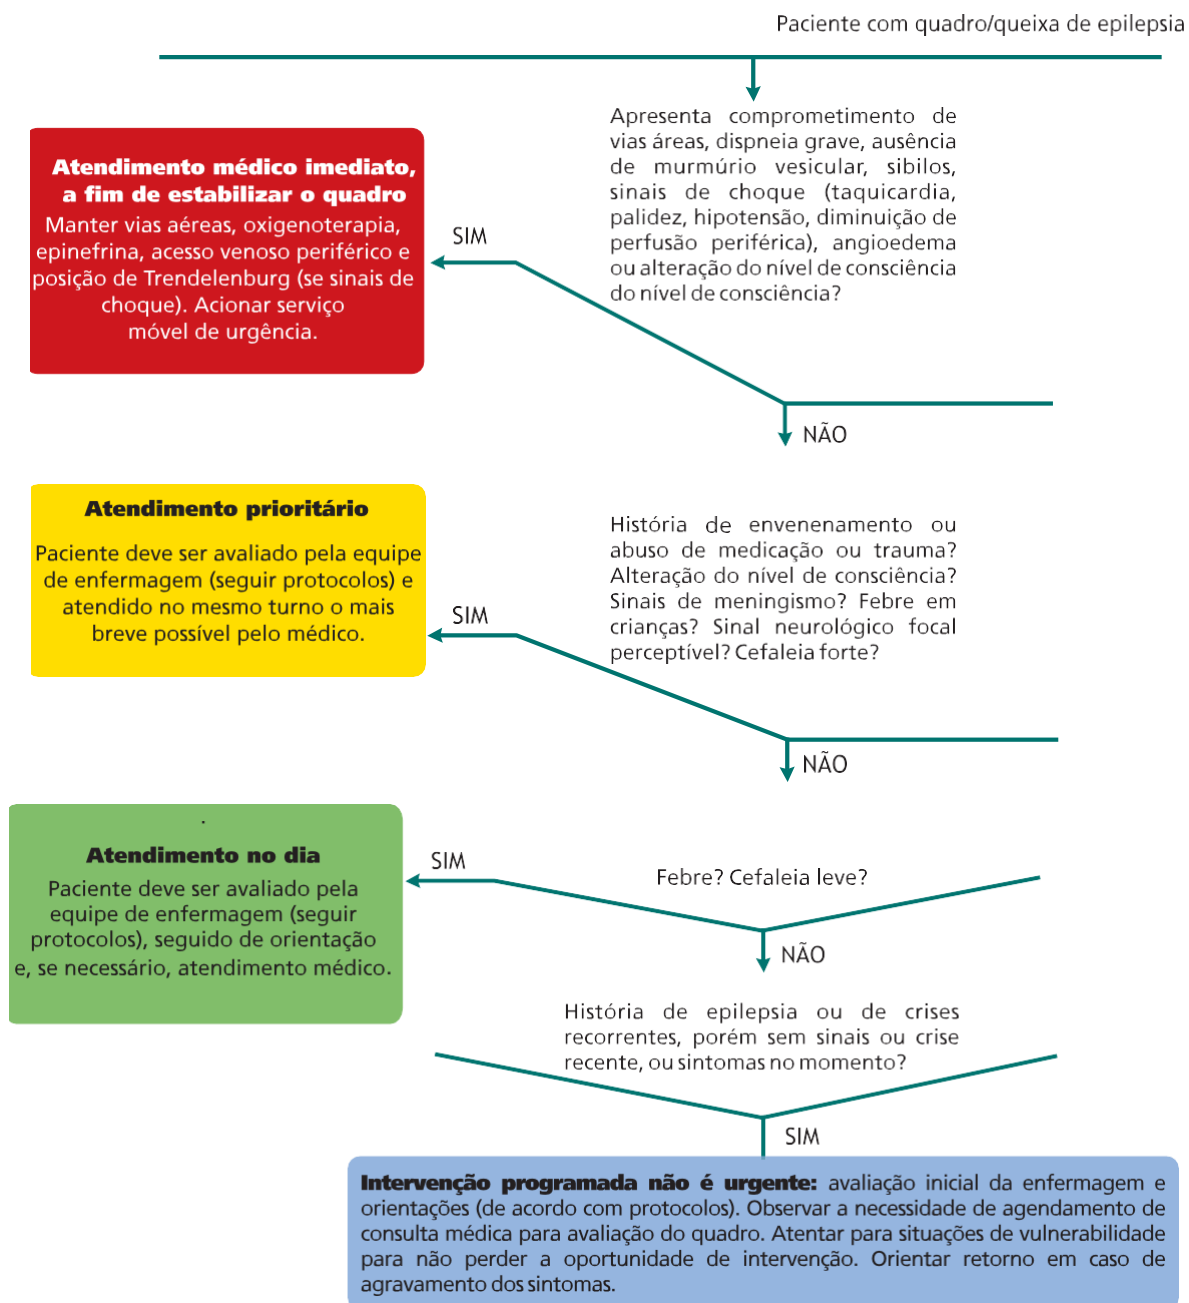 Paciente com quadro/queixa de epilepsia
Apresenta comprometimento de
vias áreas, dispneia grave, ausência
de murmúrio vesicular, sibilos,
sinais de choque (taquicardia,
palidez, hipotensão, diminuição de
perfusão periférica), angioedema
ou alteração do nível de consciência
do nível de consciência?
SIM
Atendimento médico imediato,
a fim de estabilizar o quadro
Manter vias aéreas, oxigenoterapia,
epinefrina, acesso venoso periférico e
posição de Trendelenburg (se sinais de
choque). Acionar serviço
móvel de urgência.
NÃO
História de envenenamento ou
abuso de medicação ou trauma?
Alteração do nível de consciência?
Sinais de meningismo? Febre em
crianças? Sinal neurológico focal
perceptível? Cefaleia forte?
SIM
Atendimento prioritário
Paciente deve ser avaliado pela equipe
de enfermagem (seguir protocolos) e
atendido no mesmo turno o mais
breve possível pelo médico.
NÃO
Febre? Cefaleia leve?
SIM
.
Atendimento no dia
Paciente deve ser avaliado pela
equipe de enfermagem (seguir
protocolos), seguido de orientação
e, se necessário, atendimento médico.
NÃO
História de epilepsia ou de crises
recorrentes, porém sem sinais ou crise
recente, ou sintomas no momento?
SIM
Intervenção programada não é urgente: avaliação inicial da enfermagem e
orientações (de acordo com protocolos). Observar a necessidade de agendamento de
consulta médica para avaliação do quadro. Atentar para situações de vulnerabilidade
para não perder a oportunidade de intervenção. Orientar retorno em caso de
agravamento dos sintomas.